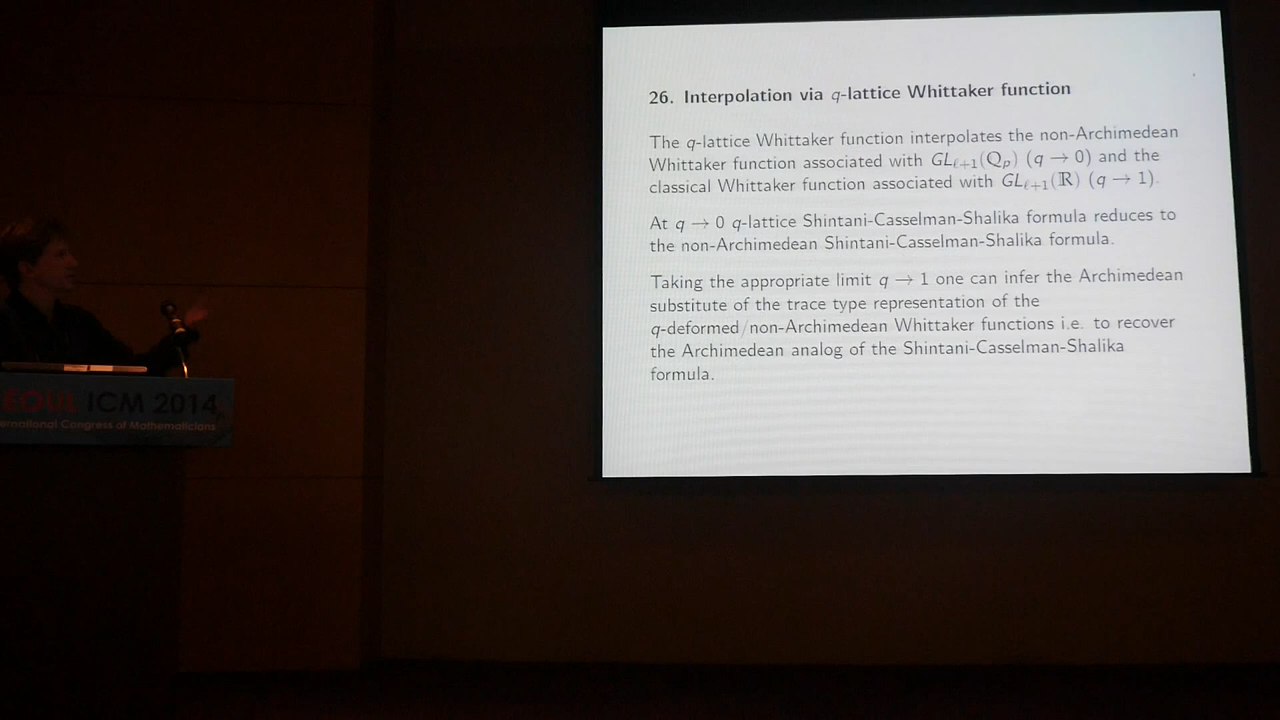 26. Interpolation via q-lattice Whittaker function
The q-lattice Whittaker function interpolates the non-Archimedean
Whittaker function associated with GLℓ+1(ℚp) (q → 0) and the
classical Whittaker function associated with GLℓ+1(ℝ) (q → 1).
At q → 0 q-lattice Shintani-Casselman-Shalika formula reduces to
the non-Archimedean Shintani-Casselman-Shalika formula.
Taking the appropriate limit q → 1 one can infer the Archimedean
substitute of the trace type representation of the
q-deformed/non-Archimedean Whittaker functions i.e. to recover
the Archimedean analog of the Shintani-Casselman-Shalika
formula.
EOUL ICM 2014
ernational Congress of Mathematicians